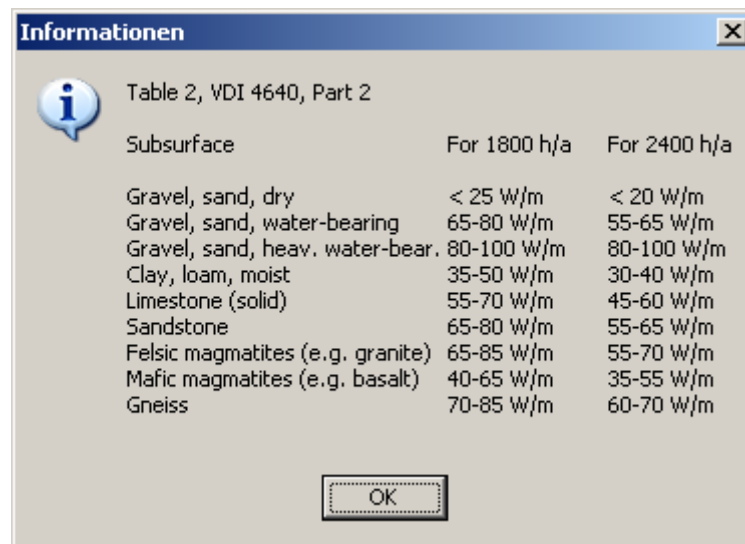 Informationen
Table 2, VDI 4640, Part 2
Subsurface For 1800 h/a For 2400 h/a
Gravel, sand, dry < 25 W/m < 20 W/m
Gravel, sand, water-bearing 65-80 W/m 55-65 W/m
Gravel, sand, heav. water-bear. 80-100 W/m 80-100 W/m
Clay, loam, moist 35-50 W/m 30-40 W/m
Limestone (solid) 55-70 W/m 45-60 W/m
Sandstone 65-80 W/m 55-65 W/m
Felsic magmatites (e.g. granite) 65-85 W/m 55-70 W/m
Mafic magmatites (e.g. basalt) 40-65 W/m 35-55 W/m
Gneiss 70-85 W/m 60-70 W/m
OK